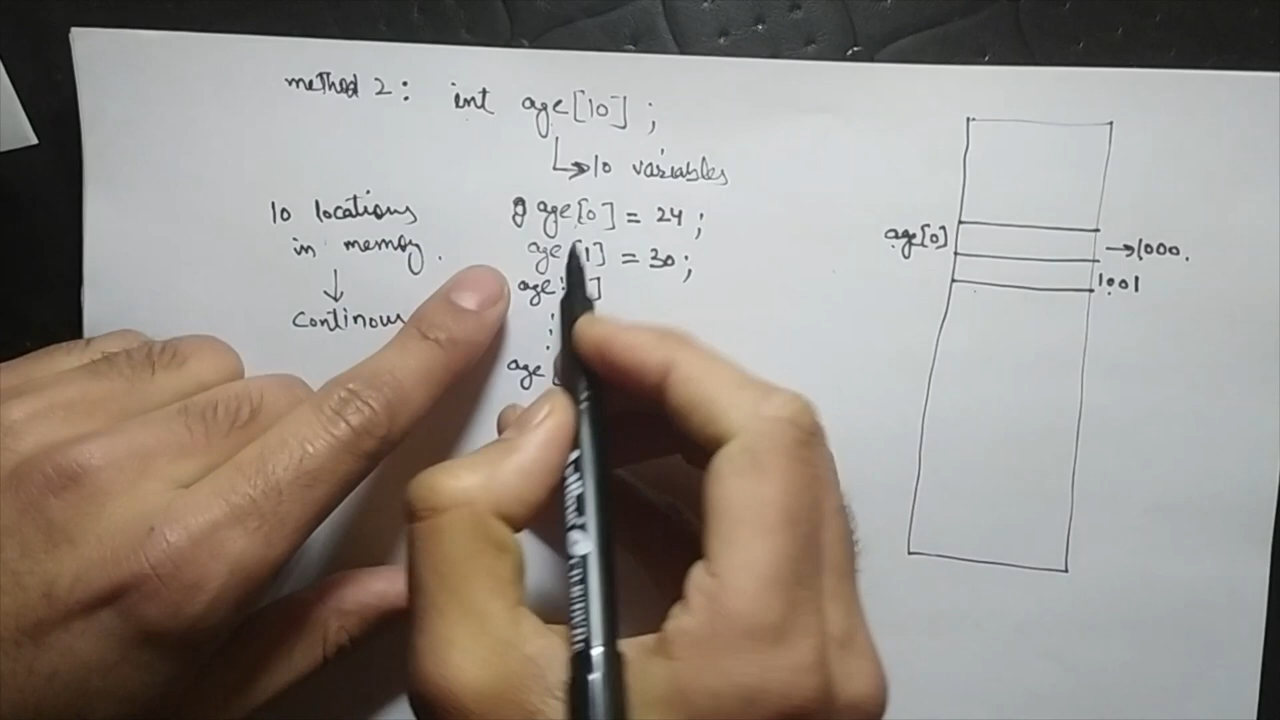 method 2: int age[10];
↳ 10 variables
10 locations
in memoy.
↓
Continous
age[0] = 24;
age[1] = 30;
age
age
age[0]
→1000.
1001